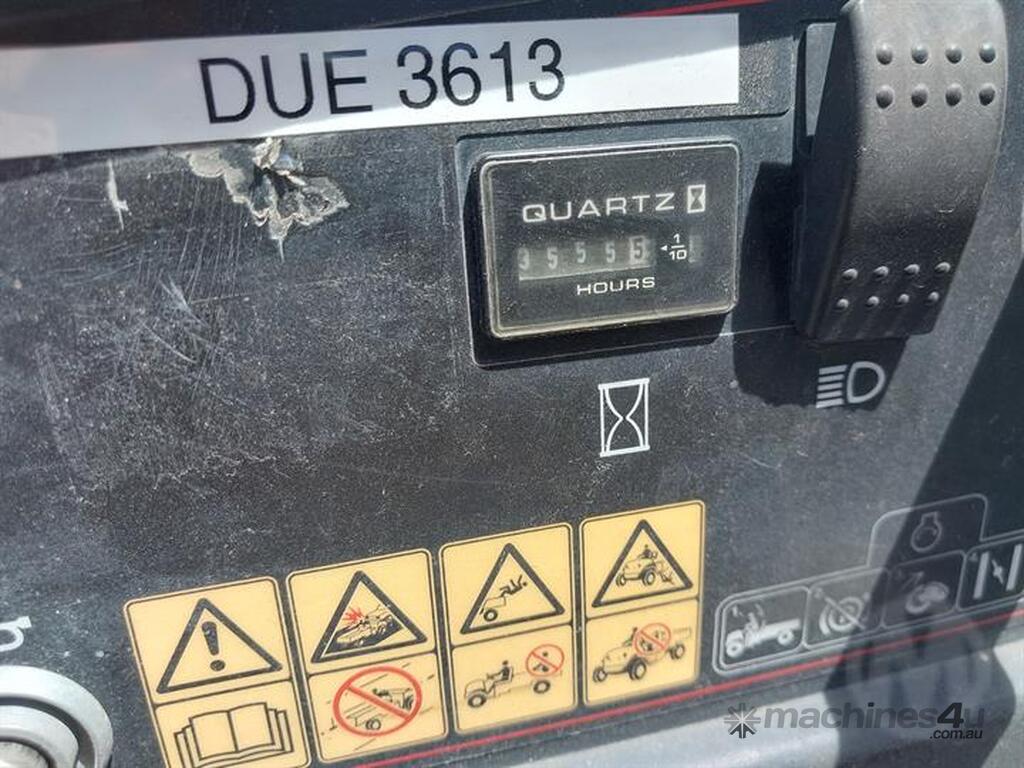 DUE 3613
QUARTZ
35555 1/10
HOURS
h
machines4u
.com.au